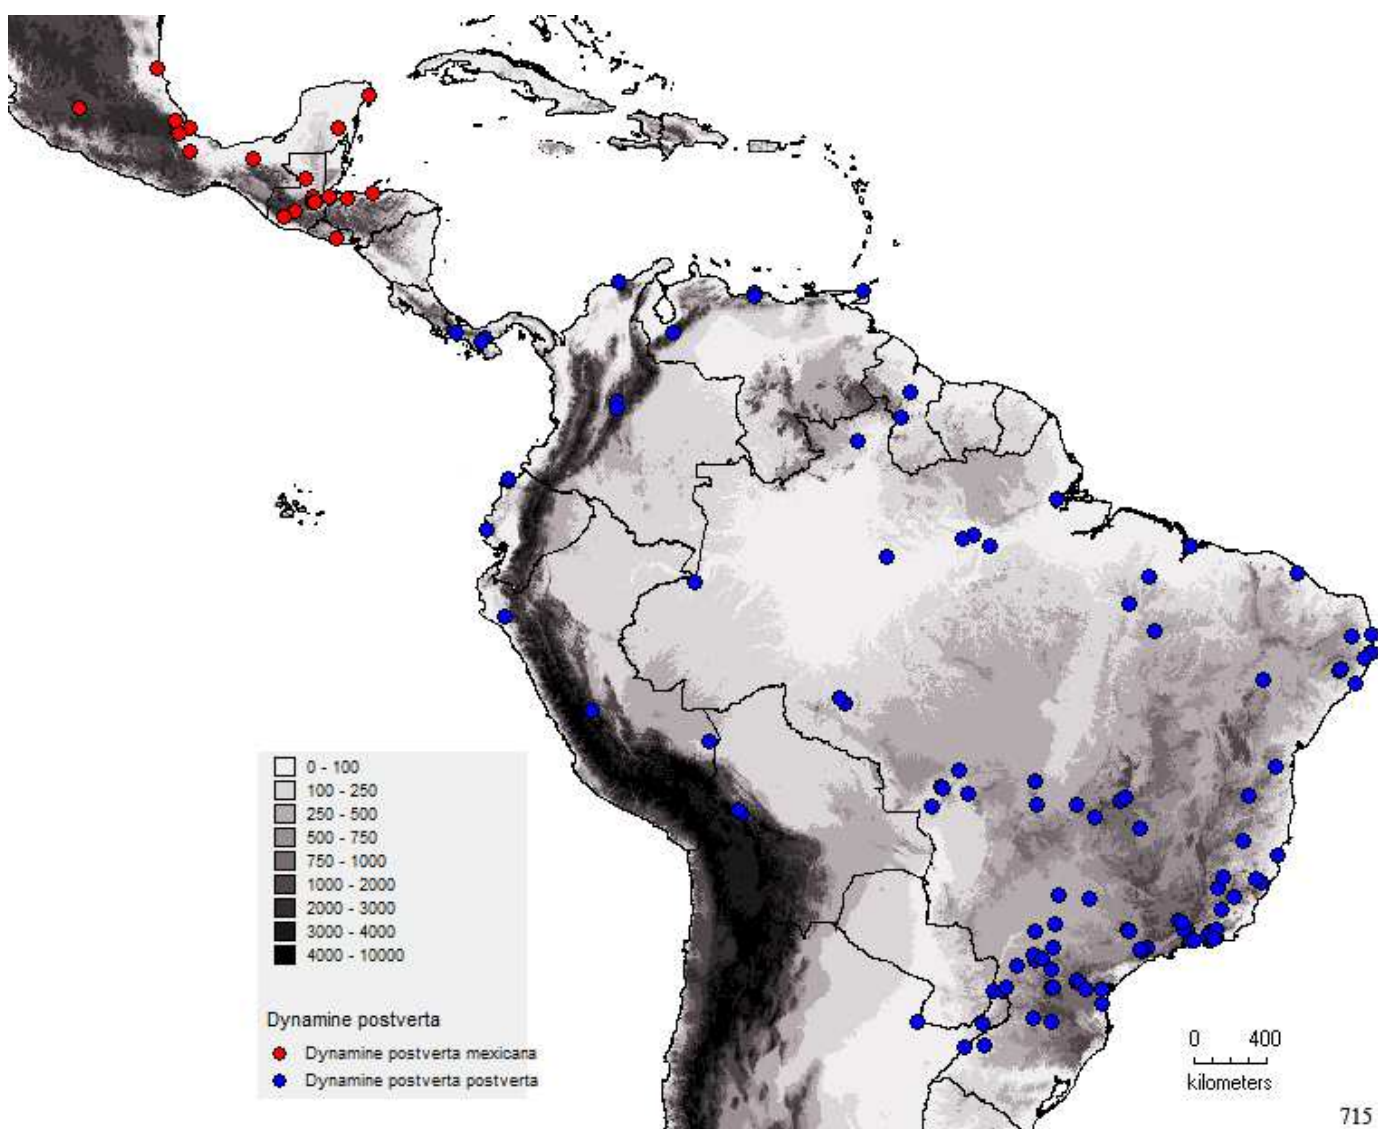 0 - 100
100 - 250
250 - 500
500 - 750
750 - 1000
1000 - 2000
2000 - 3000
3000 - 4000
4000 - 10000
Dynamine postverta
Dynamine postverta mexicana
Dynamine postverta postverta
0 400
kilometers
715